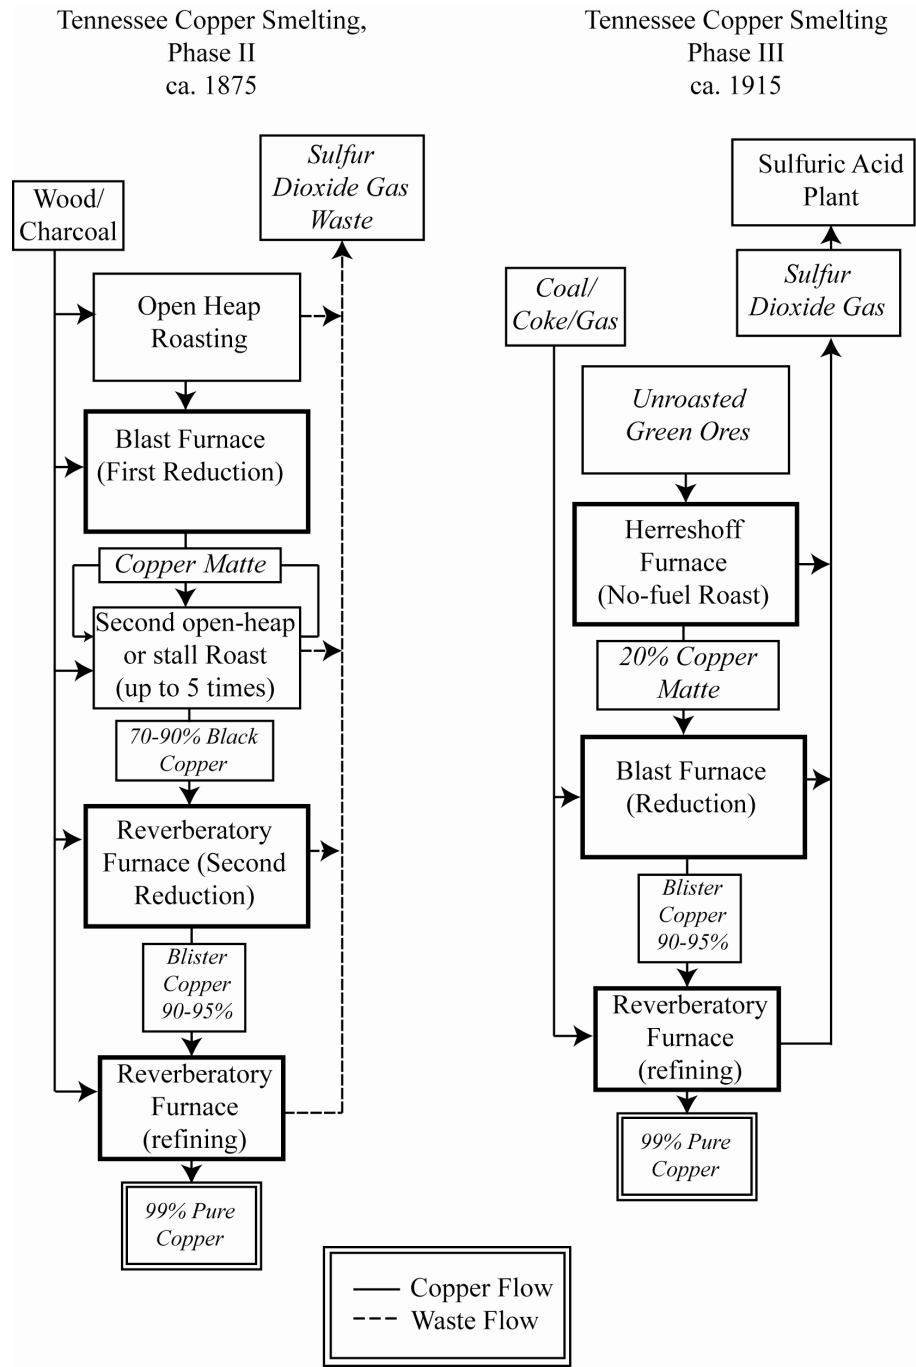 Tennessee Copper Smelting,
Phase II
ca. 1875
Wood/
Charcoal
Sulfur
Dioxide Gas
Waste
Open Heap
Roasting
Blast Furnace
(First Reduction)
Copper Matte
Second open-heap
or stall Roast
(up to 5 times)
70-90% Black
Copper
Reverberatory
Furnace (Second
Reduction)
Blister
Copper
90-95%
Reverberatory
Furnace
(refining)
99% Pure
Copper
Tennessee Copper Smelting
Phase III
ca. 1915
Sulfuric Acid
Plant
Sulfur
Dioxide Gas
Coal/
Coke/Gas
Unroasted
Green Ores
Herreshoff
Furnace
(No-fuel Roast)
20% Copper
Matte
Blast Furnace
(Reduction)
Blister
Copper
90-95%
Reverberatory
Furnace
(refining)
99% Pure
Copper
Copper Flow
Waste Flow